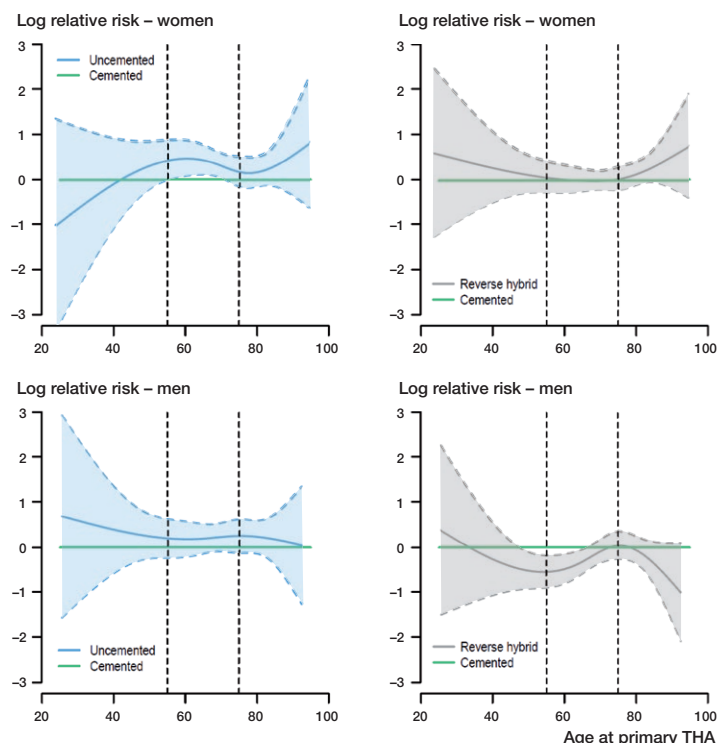 Log relative risk – women
3
2
1
0
–1
–2
–3
Uncemented
Cemented
20 40 60 80 100
Log relative risk – women
3
2
1
0
–1
–2
–3
Reverse hybrid
Cemented
20 40 60 80 100
Log relative risk – men
3
2
1
0
–1
–2
–3
Uncemented
Cemented
20 40 60 80 100
Log relative risk – men
3
2
1
0
–1
–2
–3
Reverse hybrid
Cemented
20 40 60 80 100
Age at primary THA